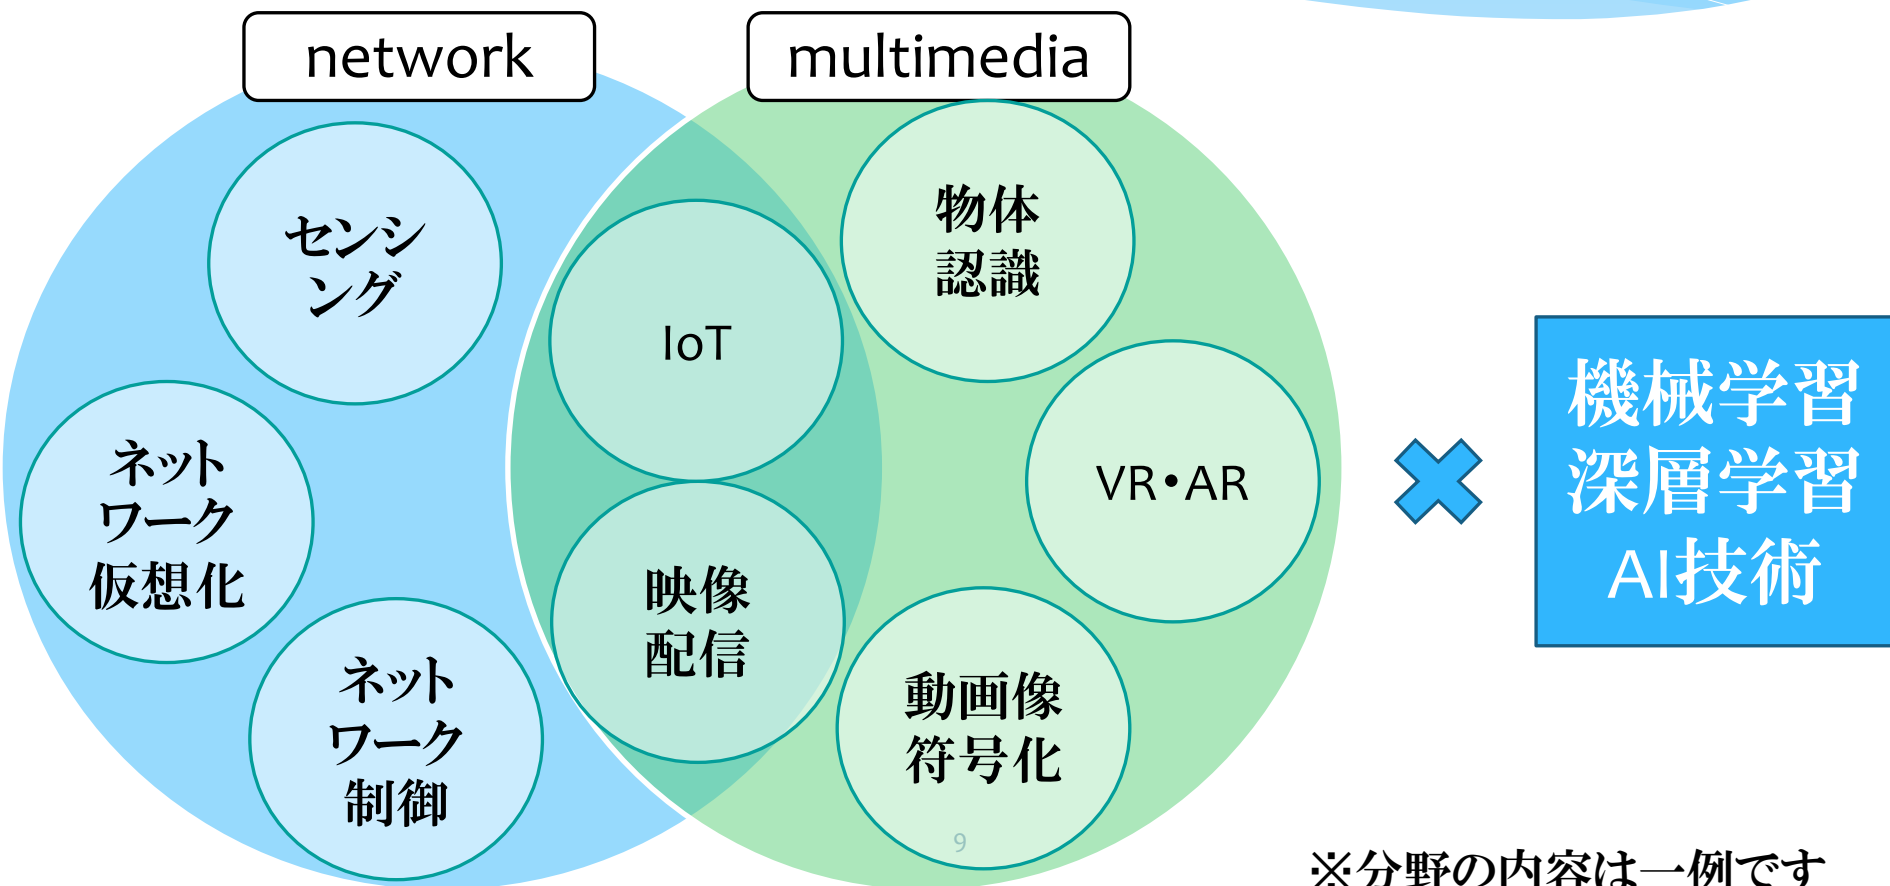 network
multimedia
センシ
ング
ネット
ワーク
仮想化
ネット
ワーク
制御
IoT
映像
配信
物体
認識
VR・AR
動画像
符号化
機械学習
深層学習
AI技術
9
※分野の内容は一例です